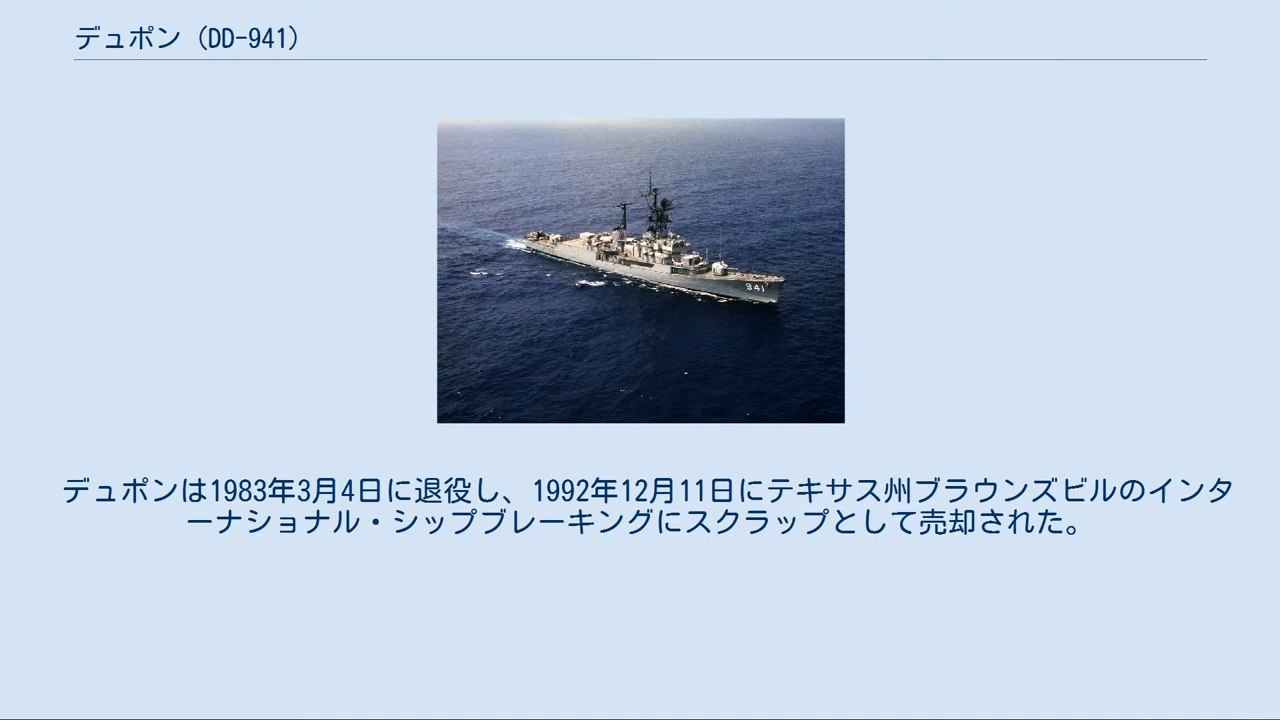 デュポン（DD-941）
941
デュポンは1983年3月4日に退役し、1992年12月11日にテキサス州ブラウンズビルのインタ
ーナショナル・シップブレーキングにスクラップとして売却された。